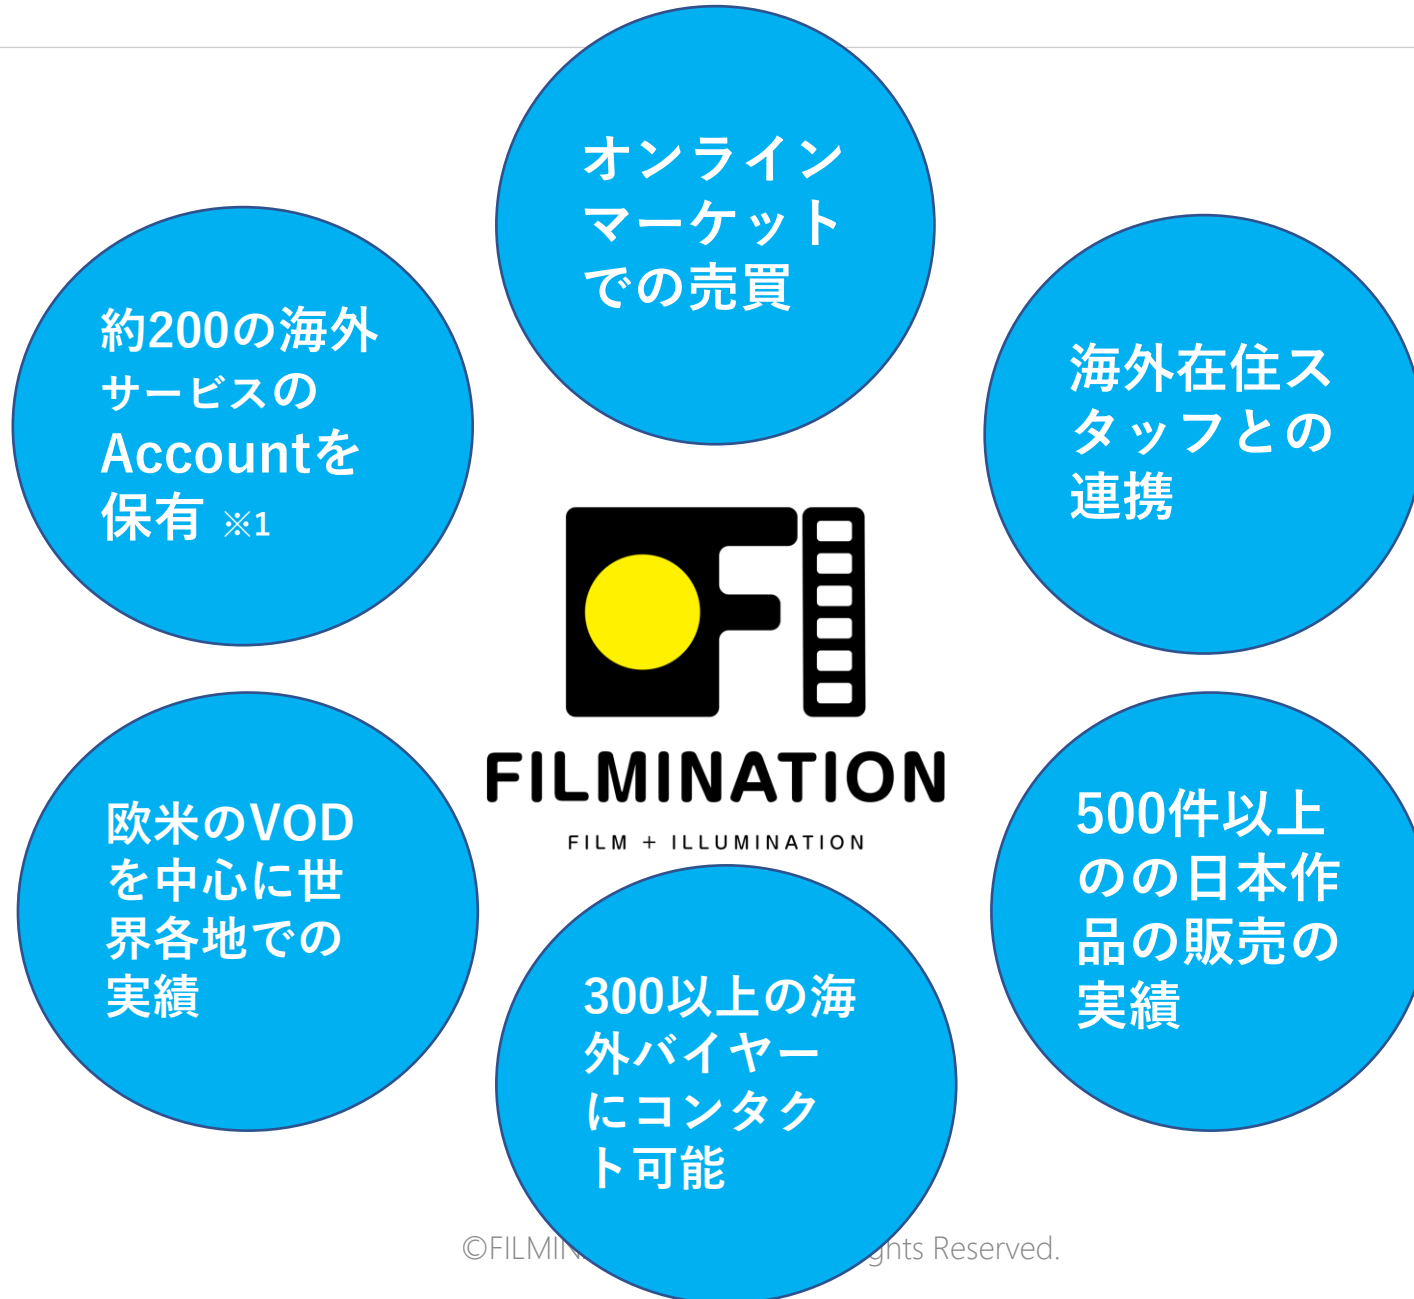 オンライン
マーケット
での売買
約200の海外
サービスの
Accountを
保有 ※1
海外在住ス
タッフとの
連携
FI
FILMINATION
FILM + ILLUMINATION
欧米のVOD
を中心に世
界各地での
実績
500件以上
のの日本作
品の販売の
実績
300以上の海
外バイヤー
にコンタク
ト可能
Reserved.